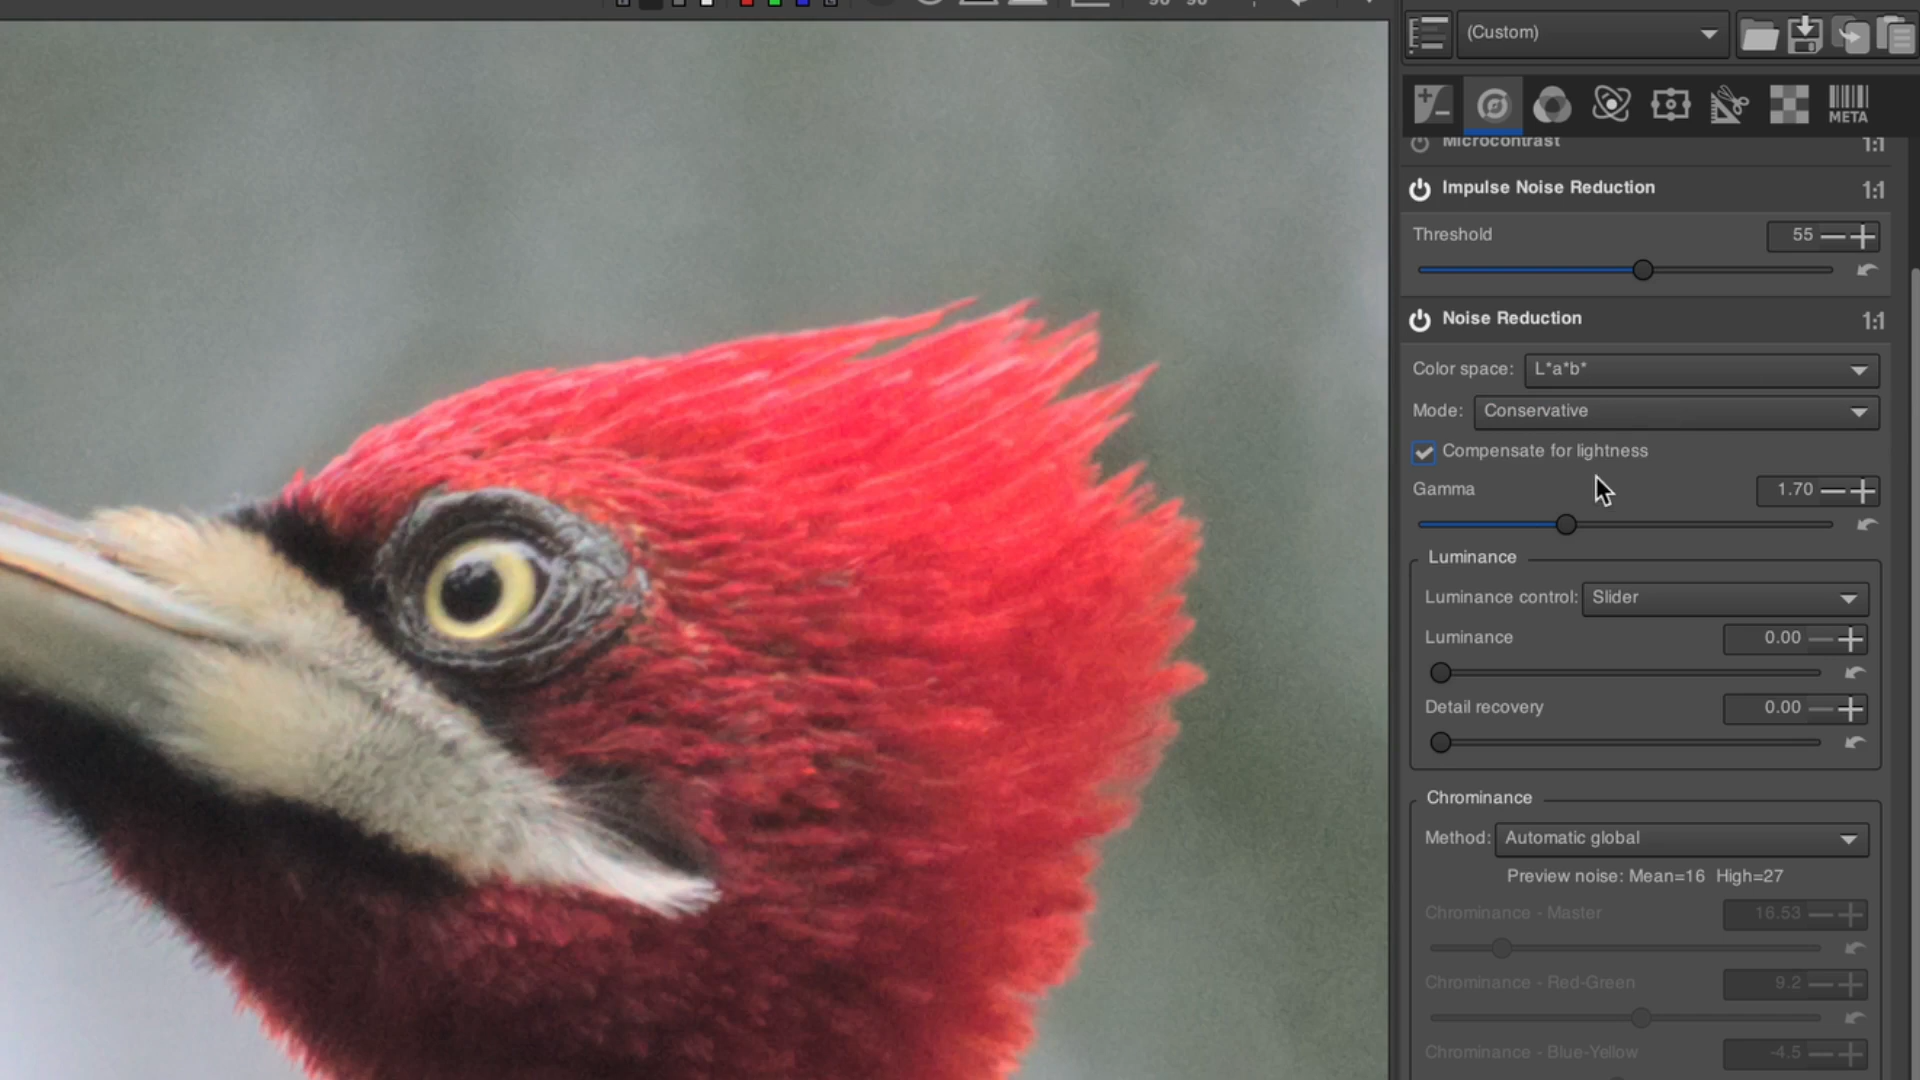 (Custom)
META
Microcontrast 1:1
Impulse Noise Reduction 1:1
Threshold 55
Noise Reduction 1:1
Color space: L*a*b*
Mode: Conservative
Compensate for lightness
Gamma 1.70
Luminance
Luminance control: Slider
Luminance 0.00
Detail recovery 0.00
Chrominance
Method: Automatic global
Preview noise: Mean=16 High=27
Chrominance - Master 16.53
Chrominance - Red-Green 9.2
Chrominance - Blue-Yellow -4.5